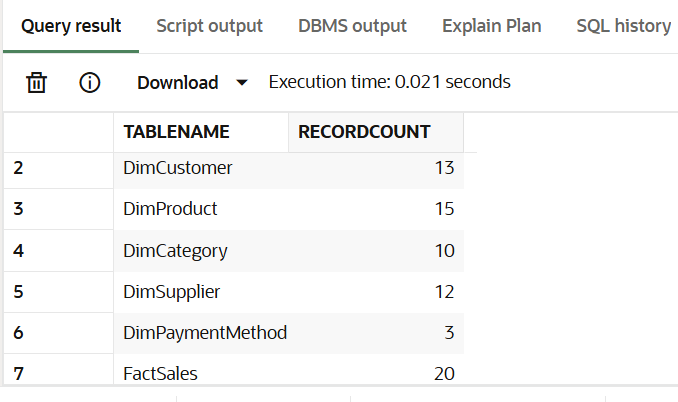 Query result Script output DBMS output Explain Plan SQL history
Download Execution time: 0.021 seconds
TABLENAME RECORDCOUNT
2 DimCustomer 13
3 DimProduct 15
4 DimCategory 10
5 DimSupplier 12
6 DimPaymentMethod 3
7 FactSales 20